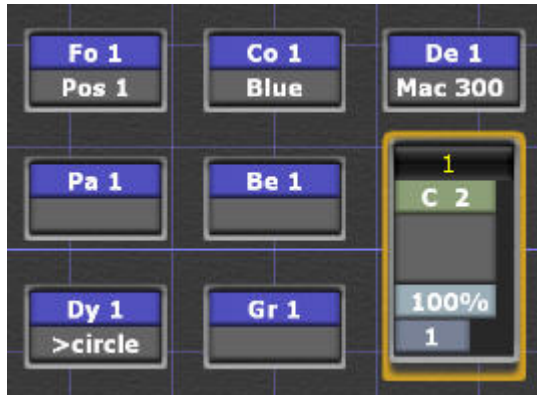 Fo 1
Pos 1
Co 1
Blue
De 1
Mac 300
Pa 1
Be 1
1
C 2
100%
1
Dy 1
>circle
Gr 1